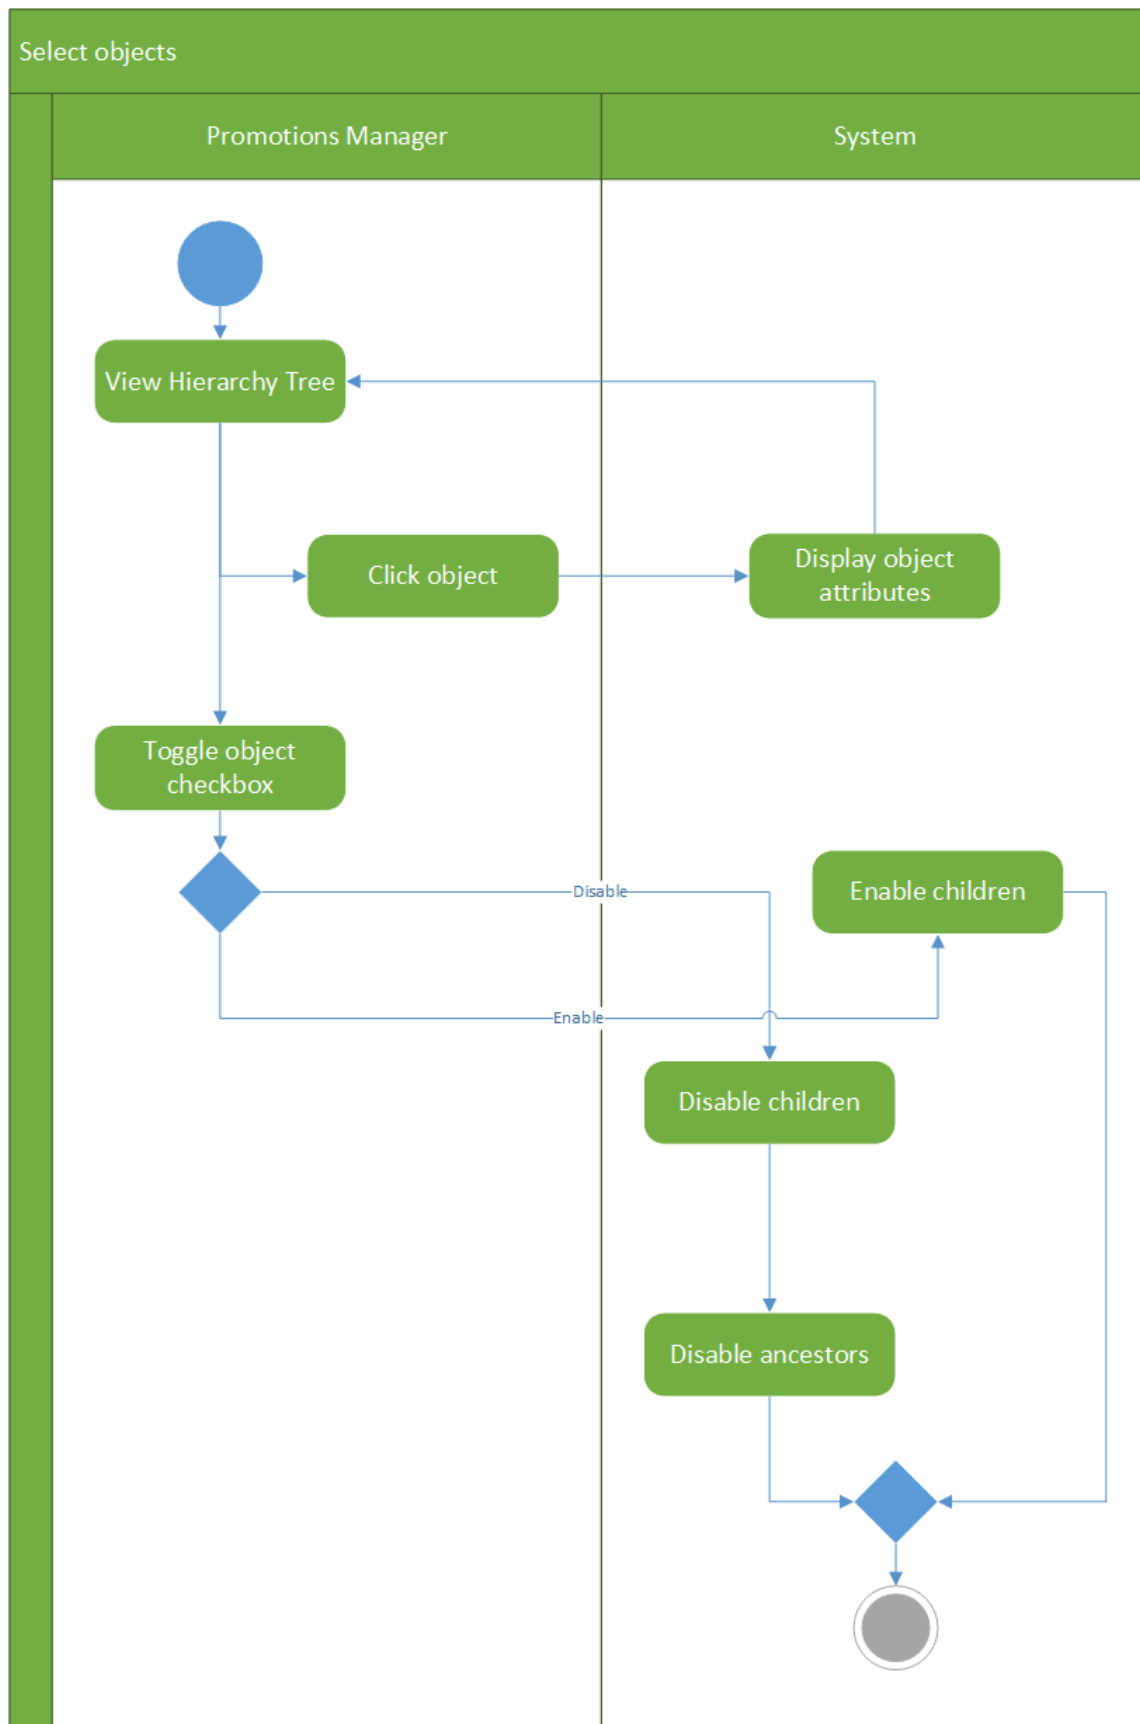 Select objects
Promotions Manager
System
View Hierarchy Tree
Click object
Display object
attributes
Toggle object
checkbox
Disable
Enable children
Enable
Disable children
Disable ancestors